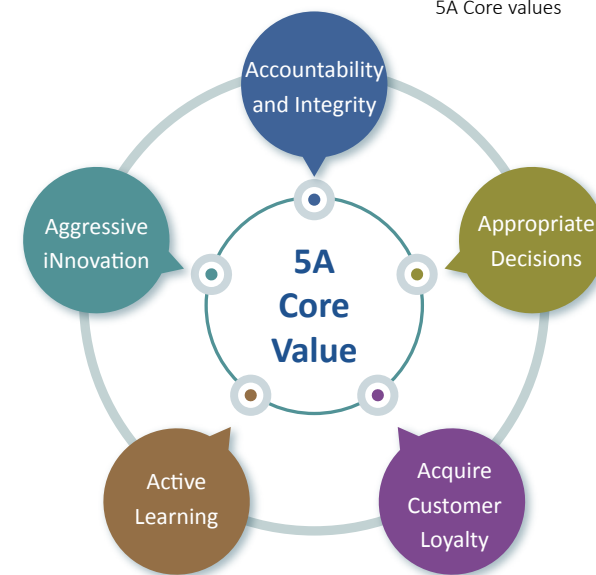 5A Core values
Accountability
and Integrity
Appropriate
Decisions
Acquire
Customer
Loyalty
Active
Learning
Aggressive
iNnovation
5A
Core
Value